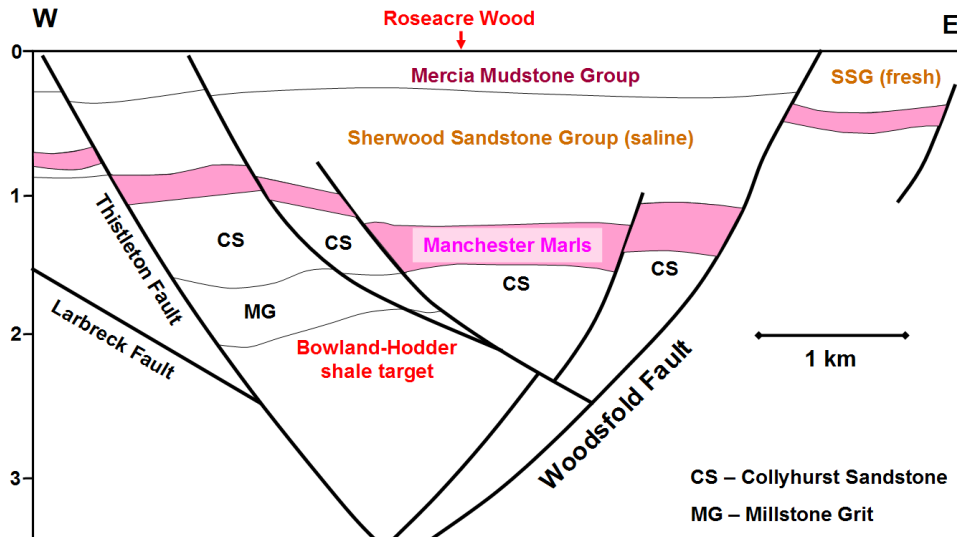 W
Roseacre Wood
E
0
Mercia Mudstone Group
SSG (fresh)
Sherwood Sandstone Group (saline)
1
Thistleton Fault
CS
CS
Manchester Marls
CS
CS
Larbreck Fault
MG
2
Bowland-Hodder
shale target
1 km
Woodsfold Fault
3
CS – Collyhurst Sandstone
MG – Millstone Grit